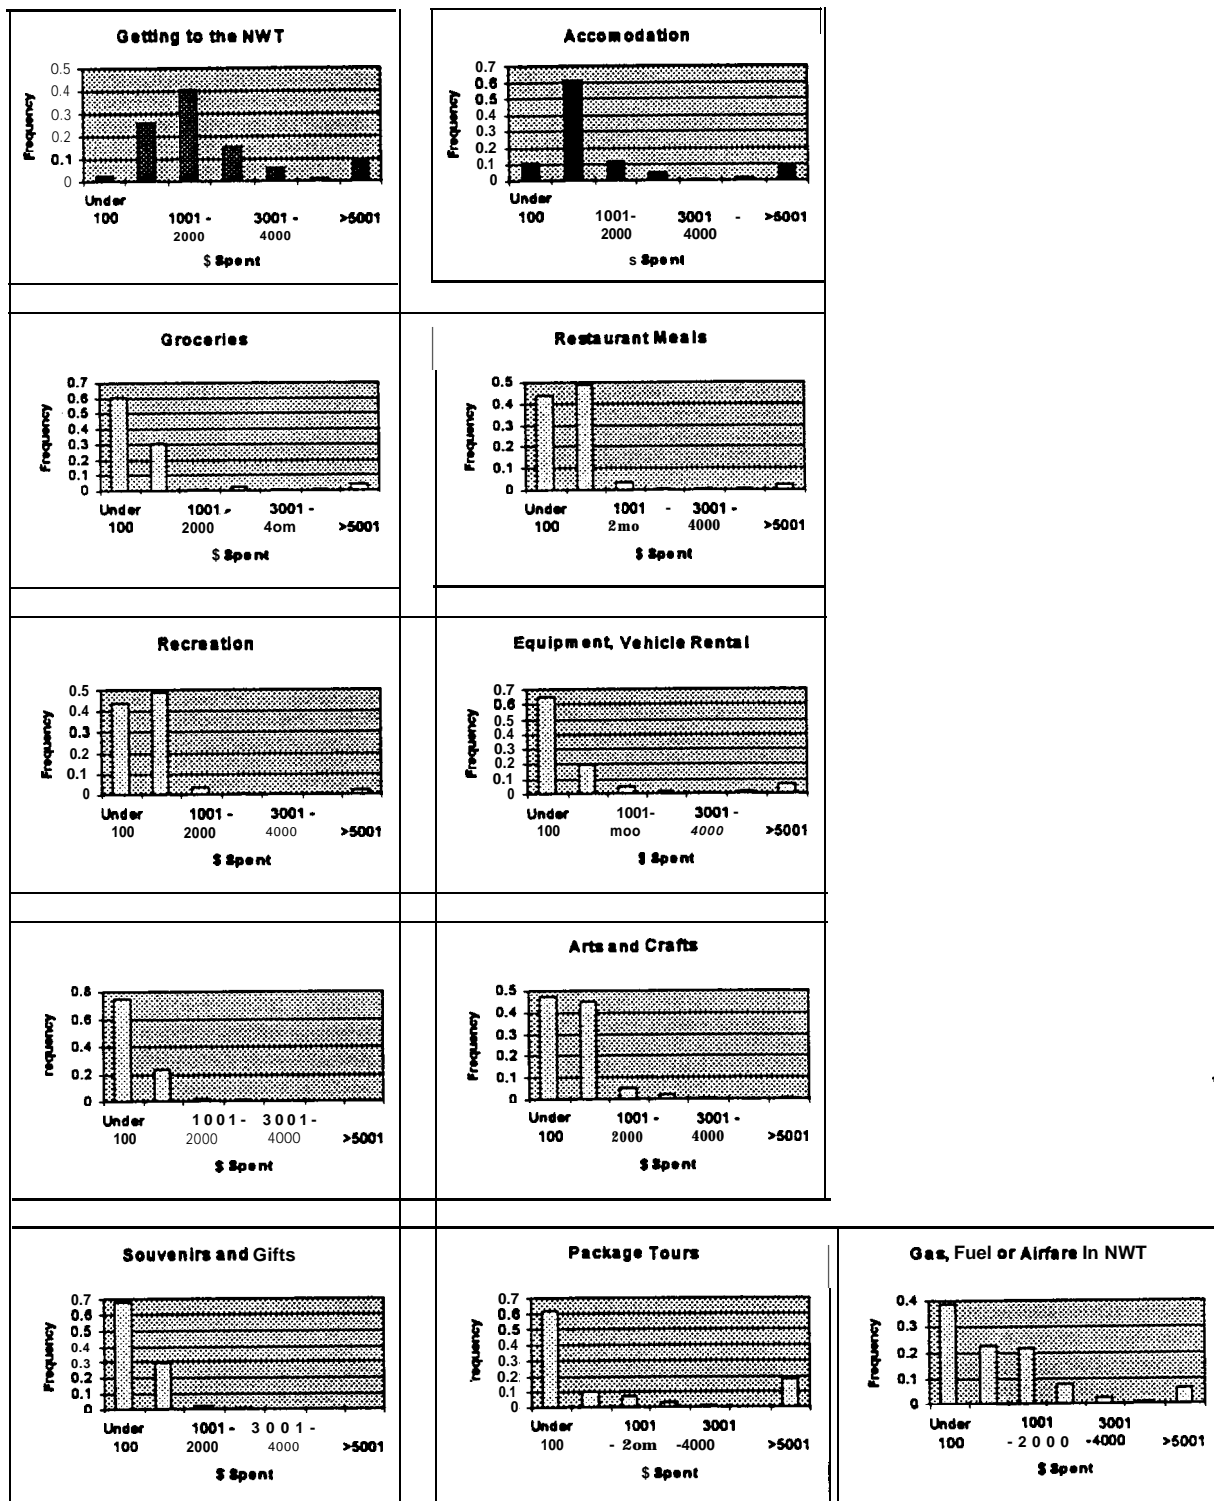 Getting to the NWT
0.5
0.4
0.3
0.2
0.1
0
Frequency
Under 1001 - 3001 - >5001
100 2000 4000
$ Spent
Accomodation
0.7
0.6
0.5
0.4
0.3
0.2
0.1
0
Frequency
Under 1001- 3001 - >5001
100 2000 4000
s Spent
Groceries
0.7
0.6
0.5
0.4
0.3
0.2
0.1
0
Frequency
Under 1001 - 3001 -
100 2000 4om >5001
$ Spent
Restaurant Meals
0.5
0.4
0.3
0.2
0.1
0
Frequency
Under 1001 - 3001 -
100 2mo 4000 >5001
$ Spent
Recreation
0.5
0.4
0.3
0.2
0.1
0
Frequency
Under 1001 - 3001 -
100 2000 4000 >5001
$ Spent
Equipment, Vehicle Rental
0.7
0.6
0.5
0.4
0.3
0.2
0.1
0
Frequency
Under 1001- 3001 -
100 moo 4000 >5001
$ Spent
0.8
0.6
0.4
0.2
0
requency
Under 1001- 3001-
100 2000 4000 >5001
$ Spent
Arts and Crafts
0.5
0.4
0.3
0.2
0.1
0
Frequency
Under 1001 - 3001 -
100 2000 4000 >5001
$ Spent
Souvenirs and Gifts
0.7
0.6
0.5
0.4
0.3
0.2
0.1
0
Frequency
Under 1001- 3001-
100 2000 4000 >5001
$ Spent
Package Tours
0.7
0.6
0.5
0.4
0.3
0.2
0.1
0
requency
Under 1001 3001
100 - 2om -4000 >5001
$ Spent
Gas, Fuel or Airfare In NWT
0.4
0.3
0.2
0.1
0
Frequency
Under 1001 3001
100 -2000 -4000 >5001
$ Spent